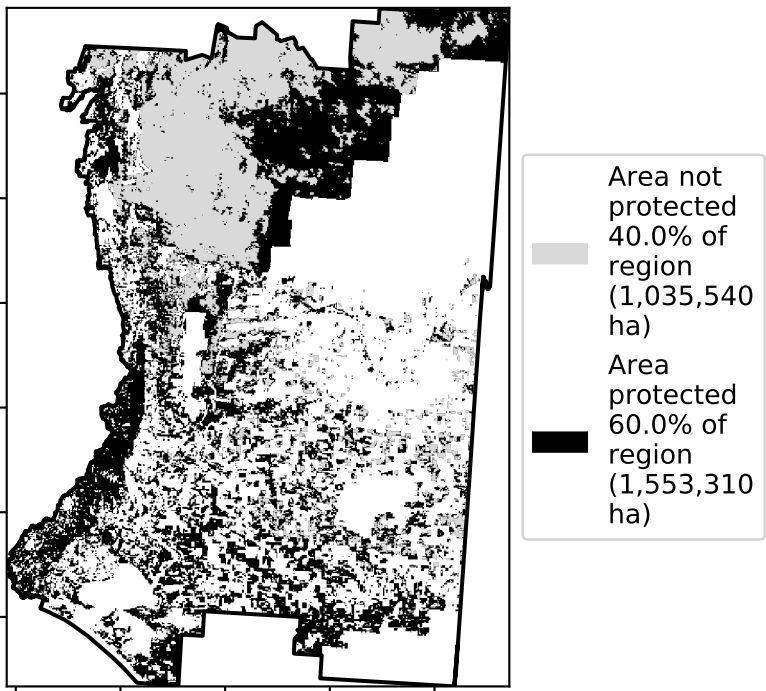 Area not
protected
40.0% of
region
(1,035,540
ha)
Area
protected
60.0% of
region
(1,553,310
ha)